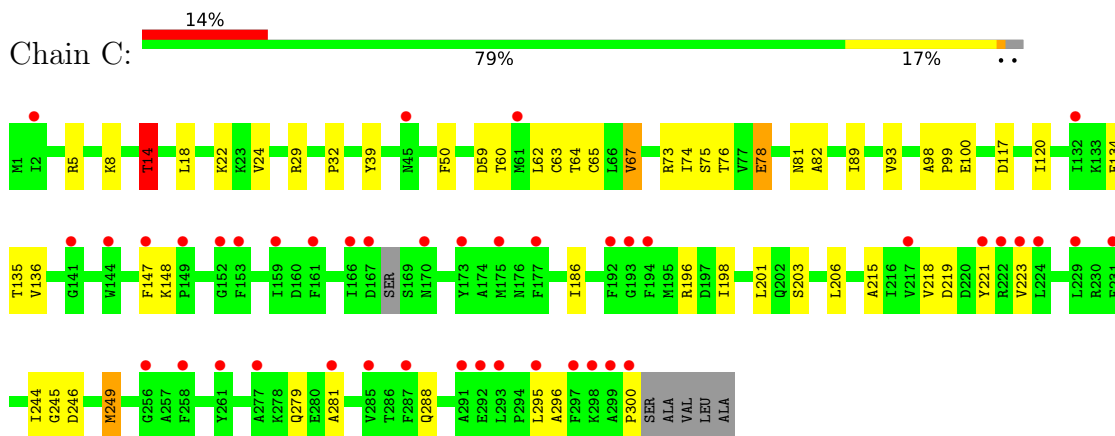 14%
Chain C:
79%
17%
M1 I2 R5 K8 T14 L18 K22 K23 V24 R29 P32 Y39 N45 F50 D59 T60 M61 L62 C63 T64 C65 L66 V67 R73 I74 S75 T76 V77 E78 N81 A82 I89 V93 A98 P99 E100 D117 I120 I132 K133
T135 V136 G141 W144 F147 K148 P149 G152 F153 I159 D160 F161 I166 D167 SER S169 N170 Y173 A174 M175 N176 F177 I186 F192 G193 F194 M195 R196 D197 I198 L201 Q202 S203 L206 A215 I216 V217 V218 D219 D220 Y221 R222 V223 L224 L229 R230
I244 G245 D246 M249 G256 A257 F258 Y261 A277 K278 Q279 E280 A281 V285 T286 F287 Q288 A291 E292 L293 P294 L295 A296 F297 K298 A299 P300 SER ALA VAL LEU ALA